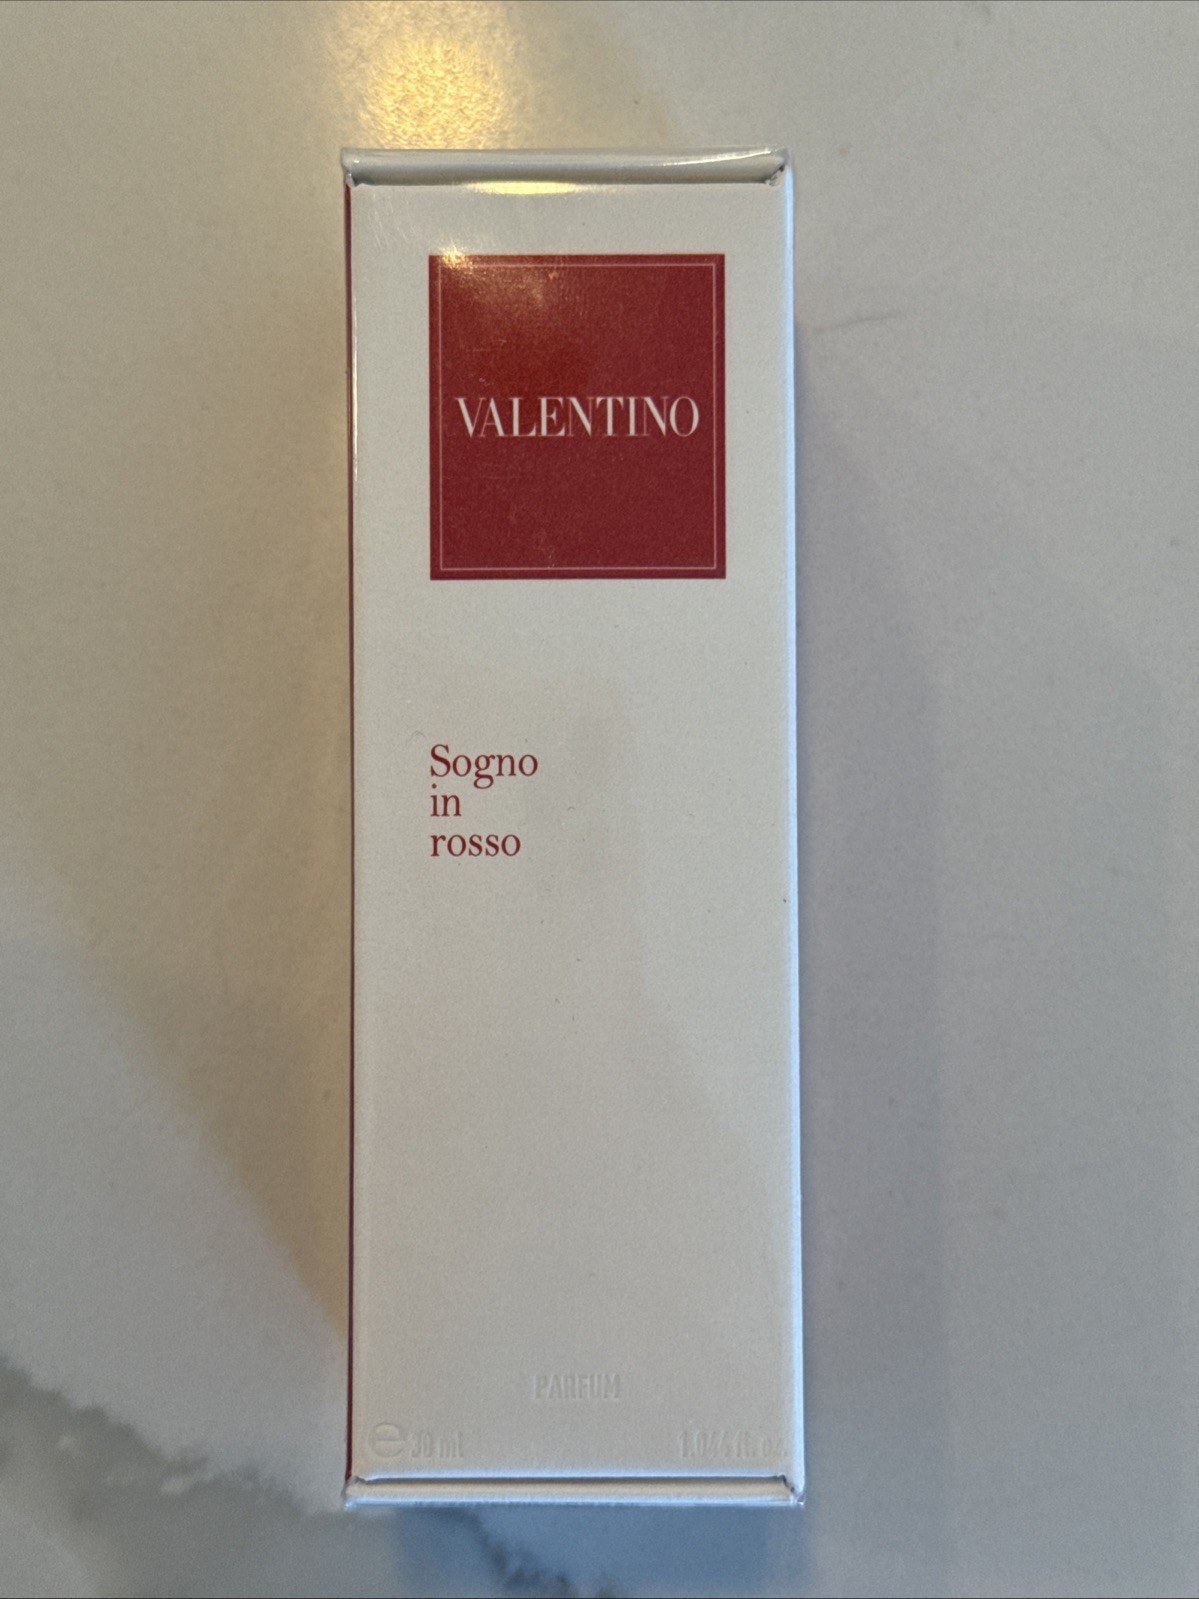 VALENTINO
Sogno
in
rosso
PARFUM
℮ 30 ml